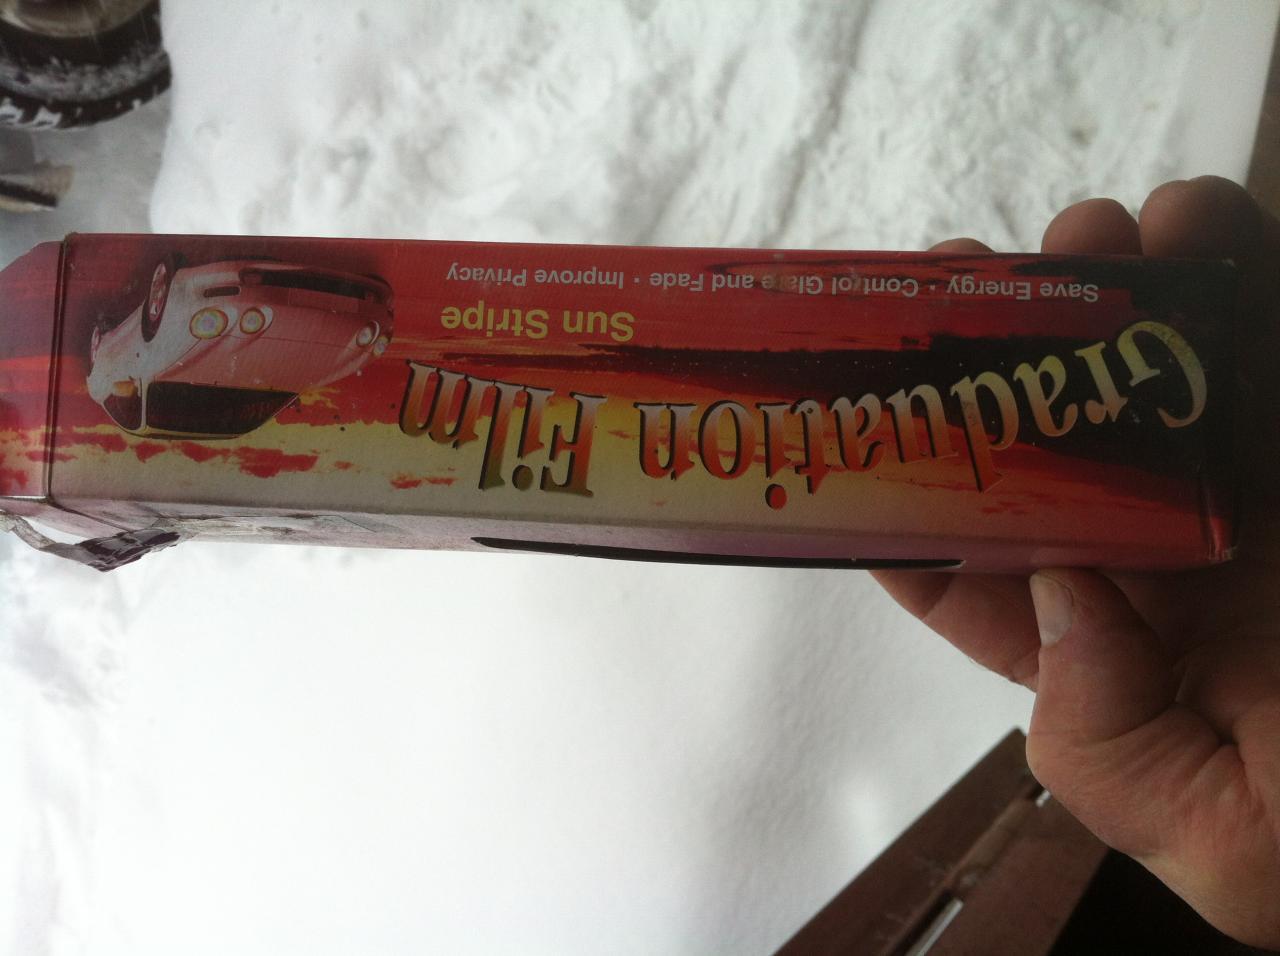 Graduation Film
Sun Stripe
Save Energy · Control Glare and Fade · Improve Privacy